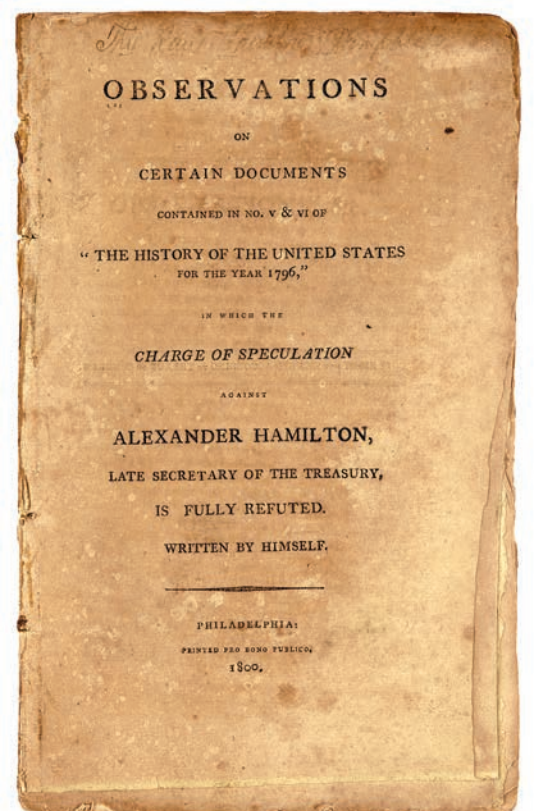 OBSERVATIONS
ON
CERTAIN DOCUMENTS
CONTAINED IN NO. V & VI OF
“ THE HISTORY OF THE UNITED STATES
FOR THE YEAR 1796,”
IN WHICH THE
CHARGE OF SPECULATION
AGAINST
ALEXANDER HAMILTON,
LATE SECRETARY OF THE TREASURY,
IS FULLY REFUTED.
WRITTEN BY HIMSELF.
PHILADELPHIA:
PRINTED PRO BONO PUBLICO.
1800.